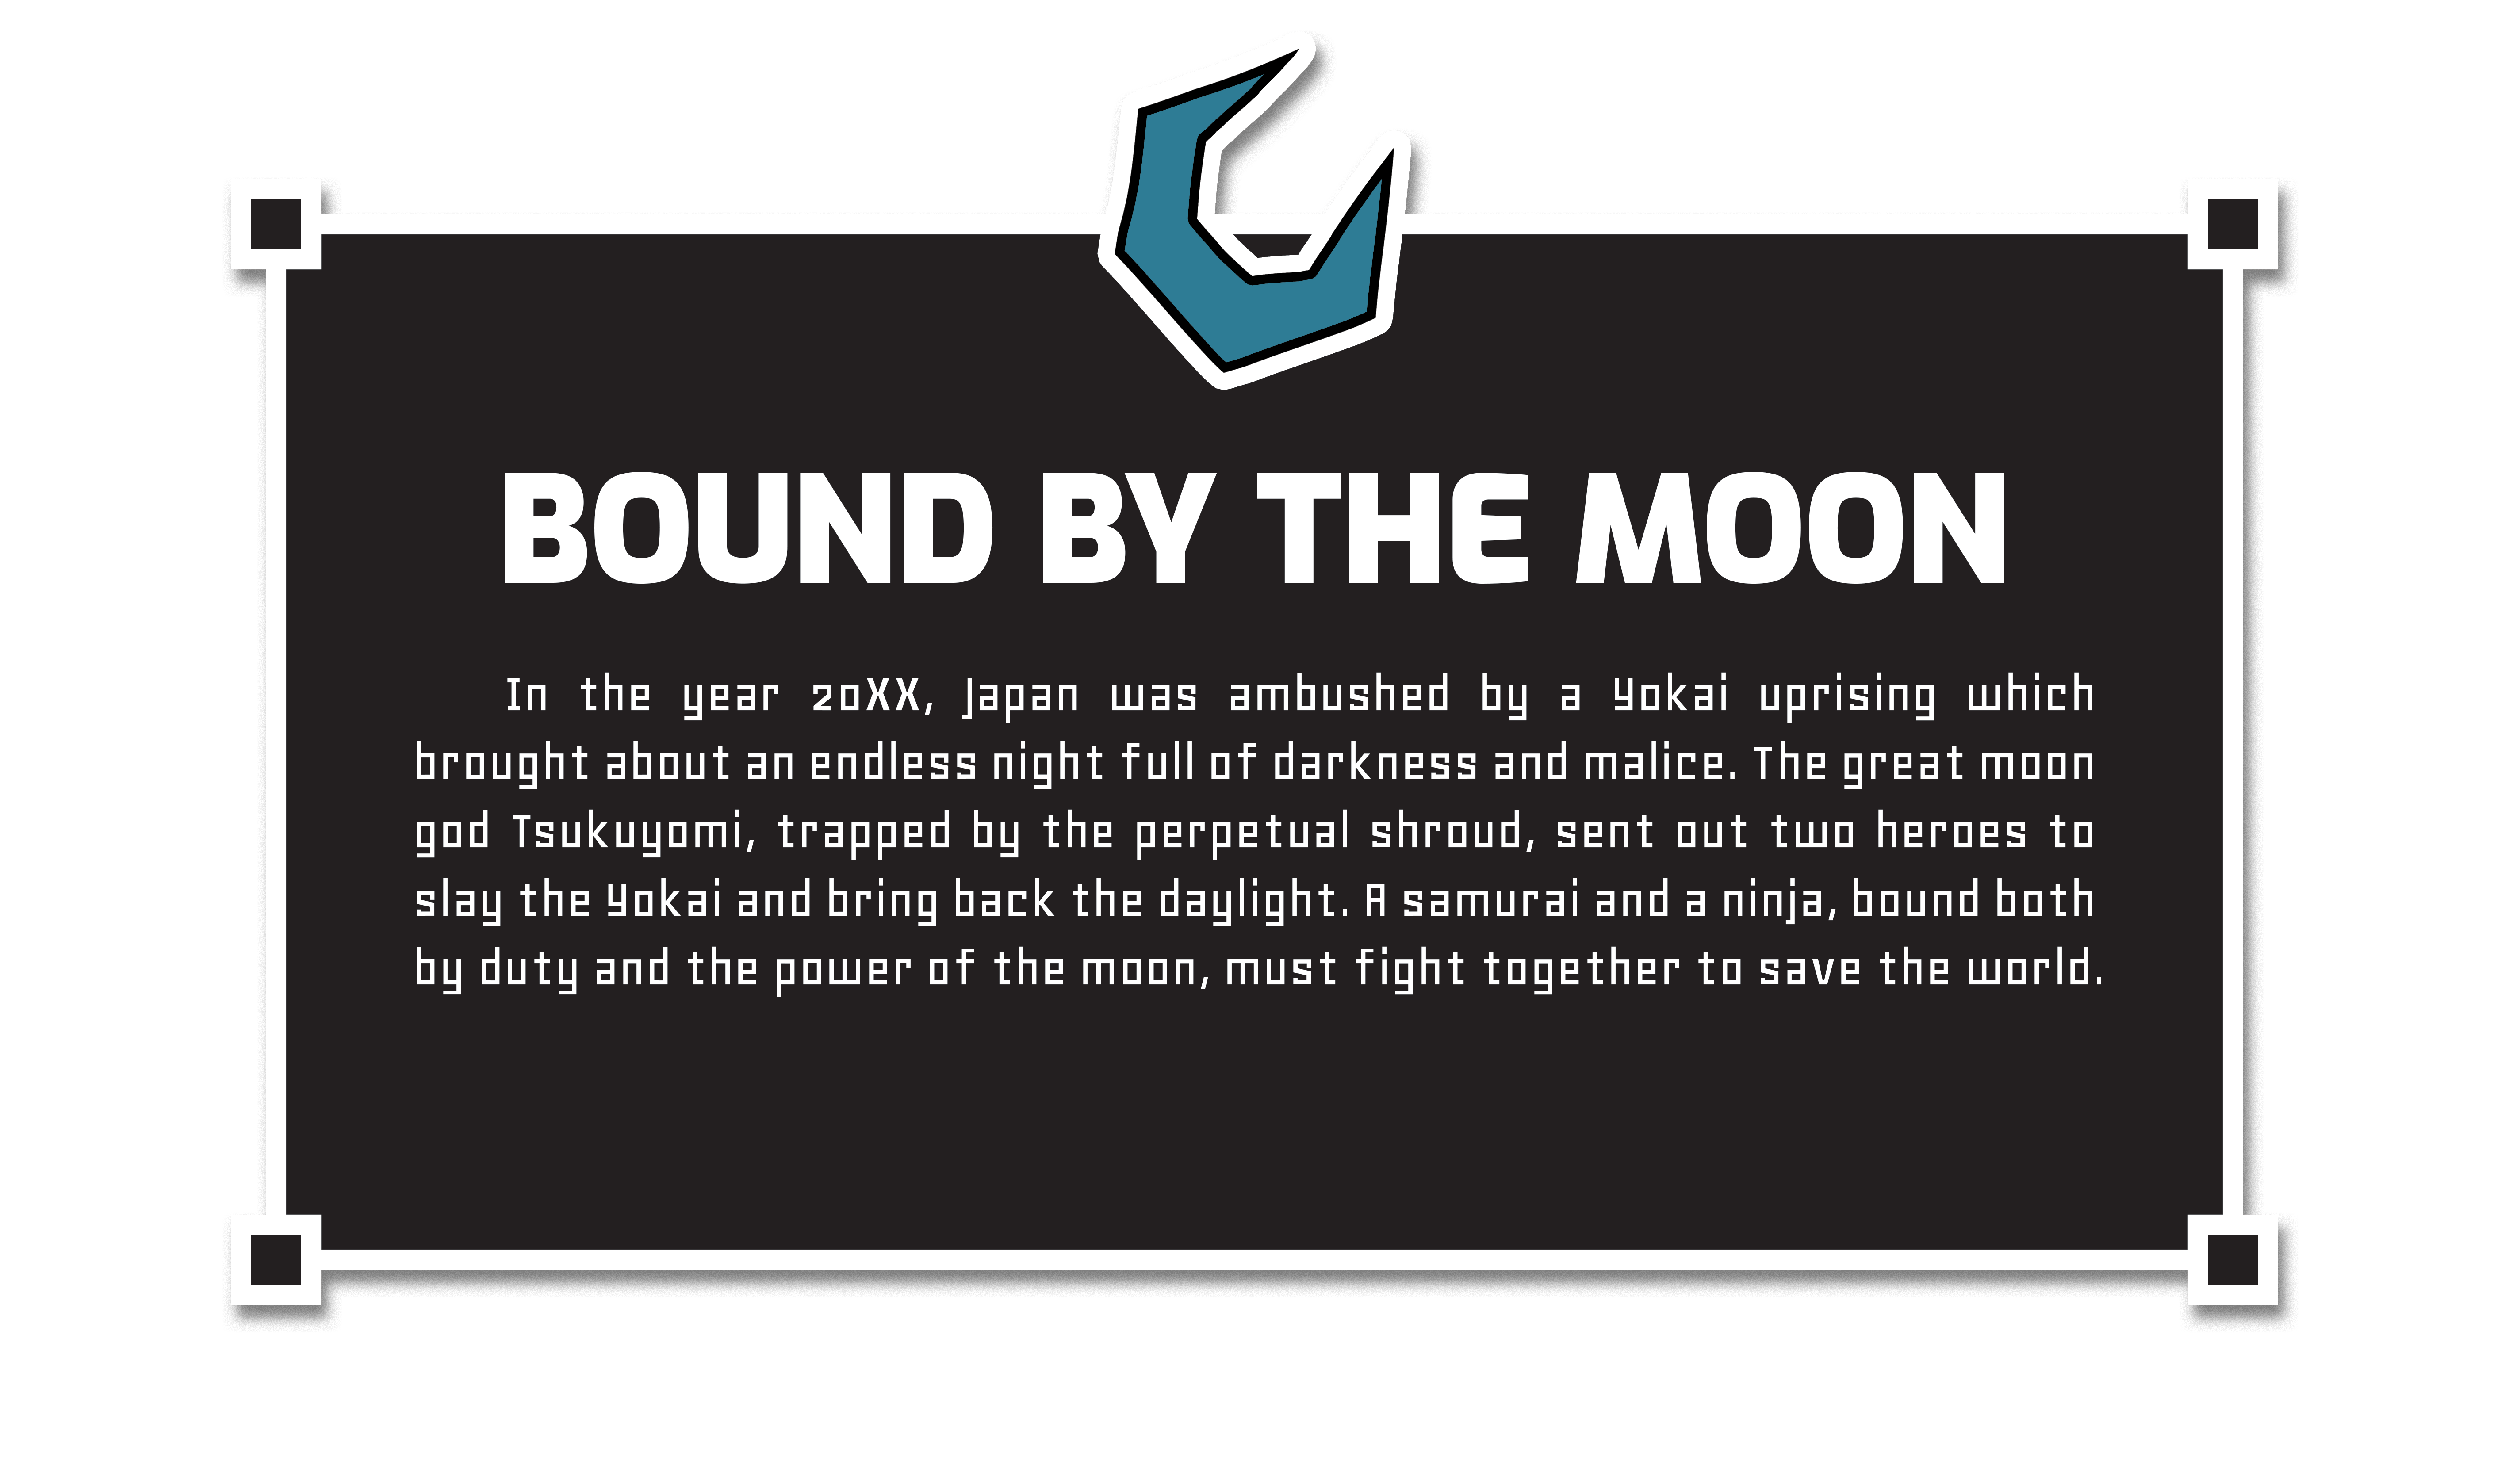 BOUND BY THE MOON
In the year 20XX, Japan was ambushed by a Yokai uprising which
brought about an endless night full of darkness and malice. The great moon
god Tsukuyomi, trapped by the perpetual shroud, sent out two heroes to
slay the Yokai and bring back the daylight. A samurai and a ninja, bound both
by duty and the power of the moon, must fight together to save the world.